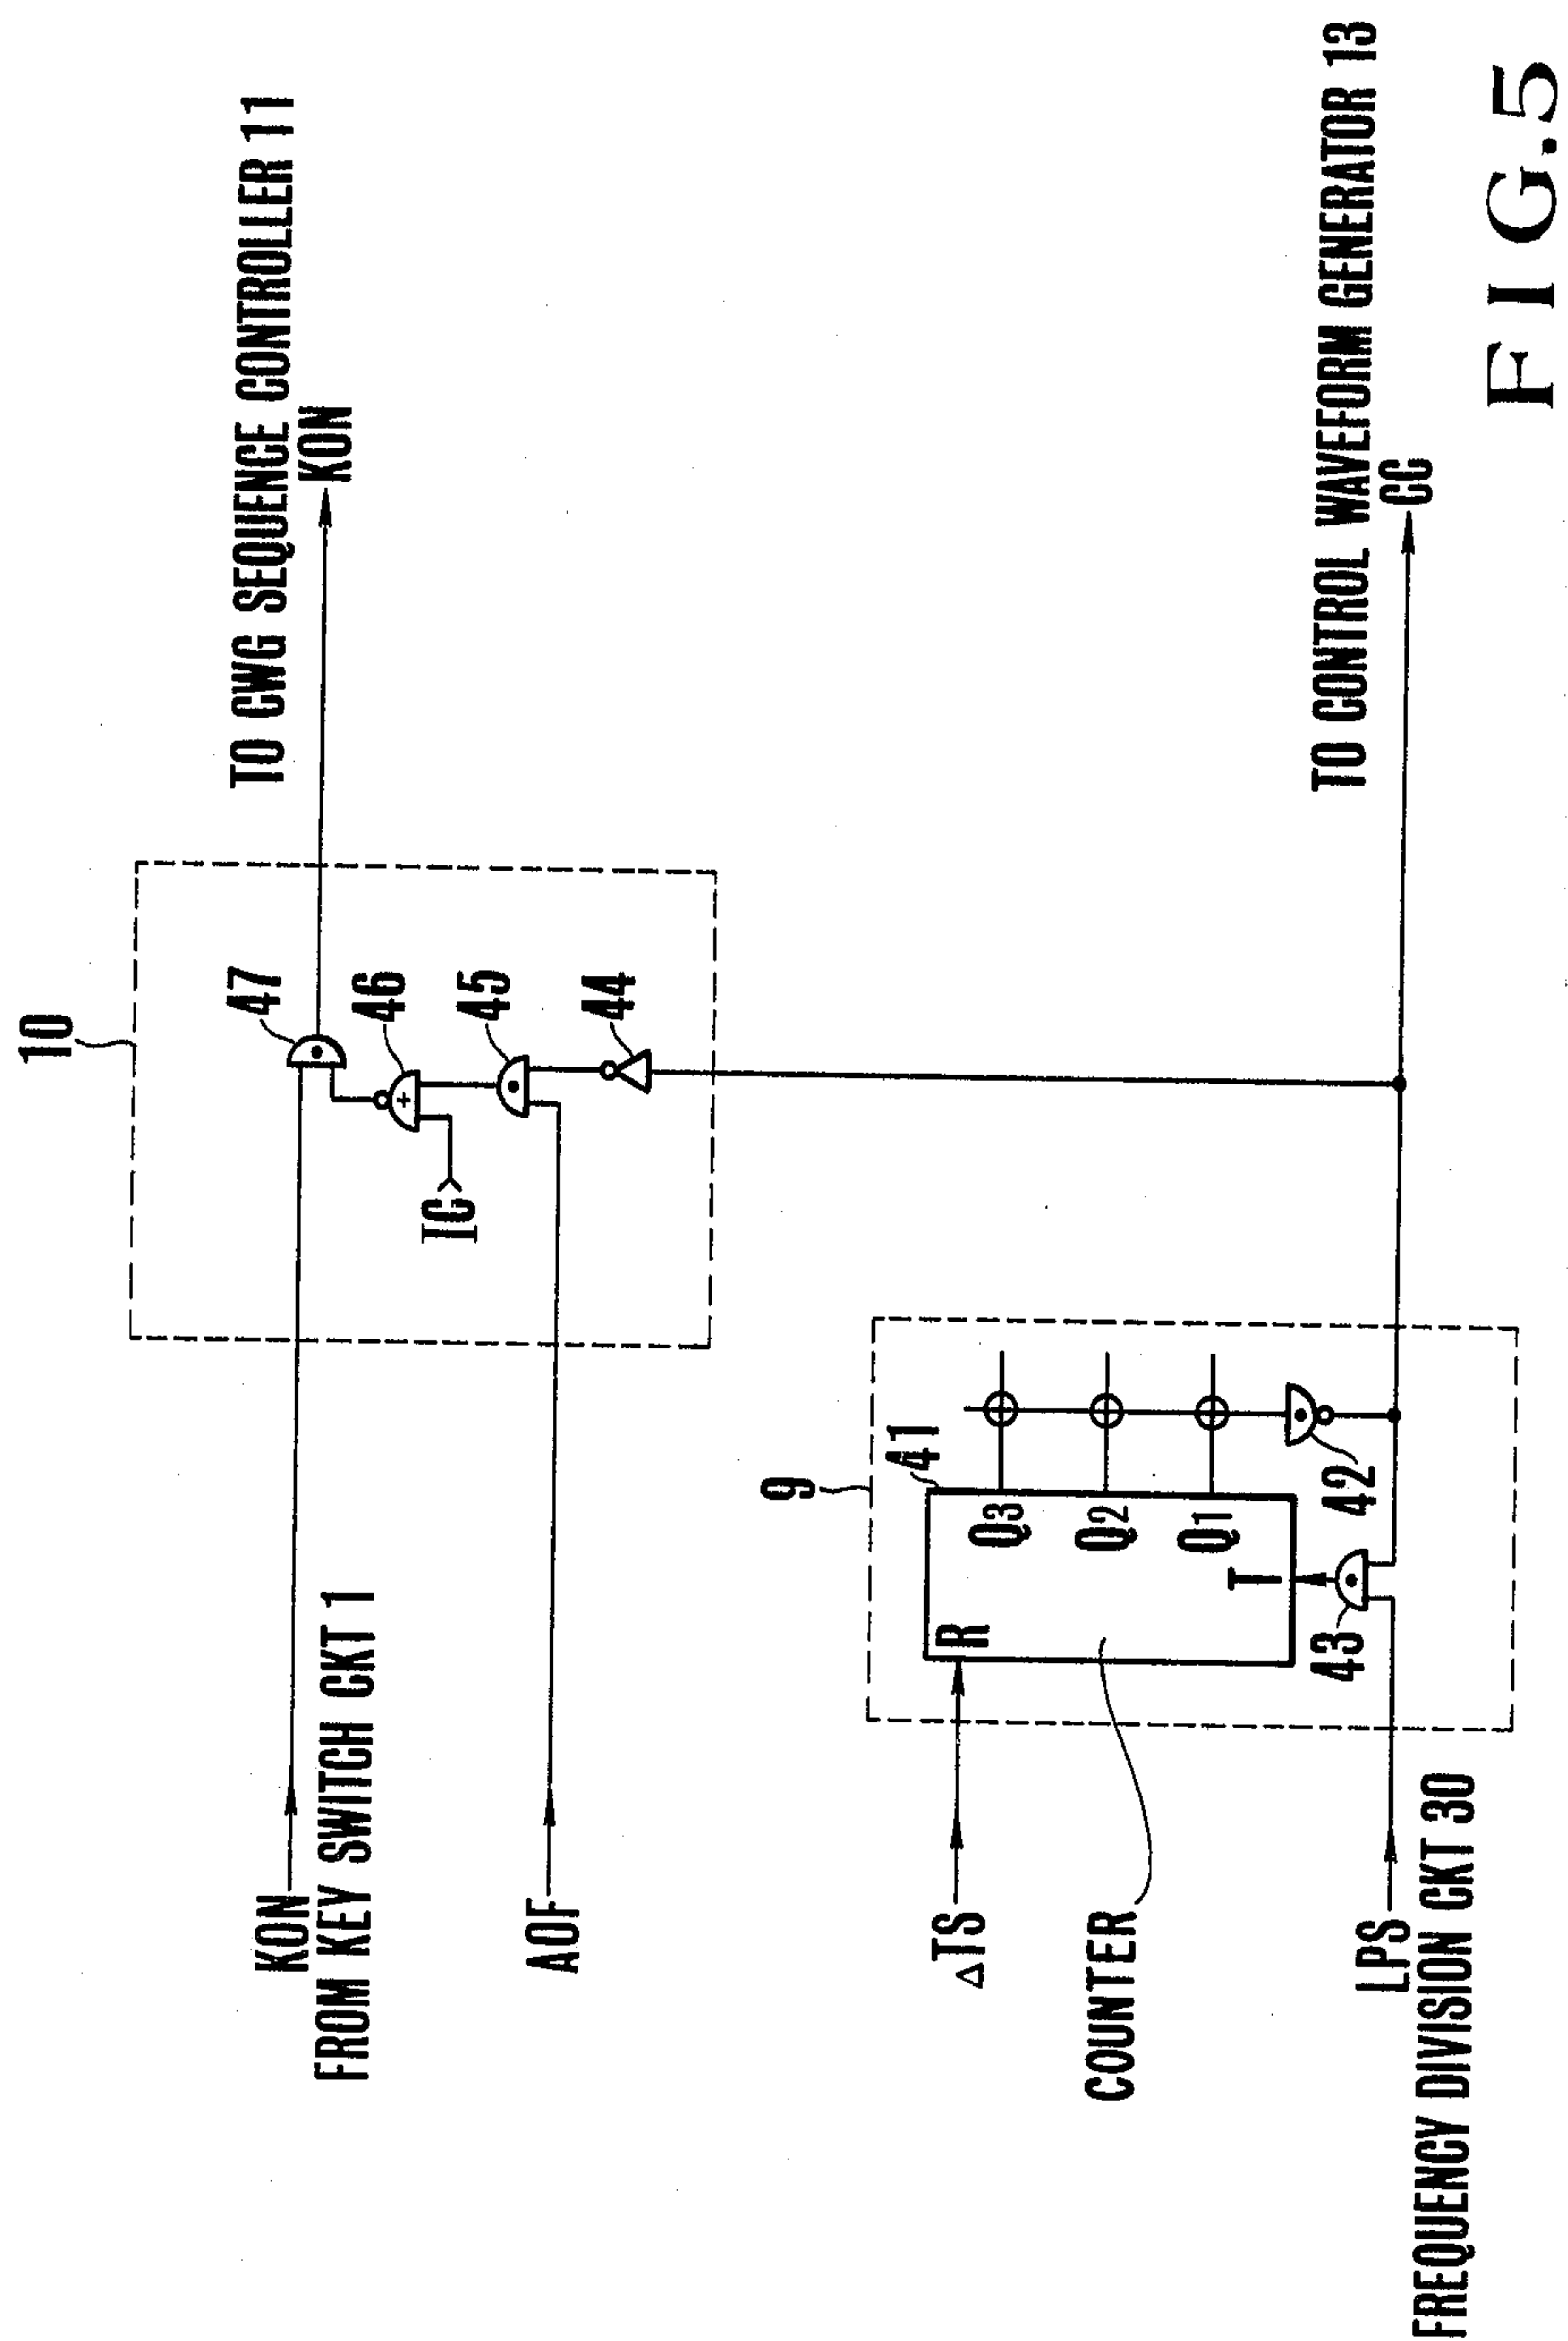 10
TO CWG SEQUENCE CONTROLLER 11
KON
47
46
45
44
IC
KON
FROM KEY SWITCH CKT 1
AOF
9
41
Q3
Q2
Q1
R
T
42
43
ΔTS
COUNTER
LPS
FREQUENCY DIVISION CKT 30
TO CONTROL WAVEFORM GENERATOR 13
CC
FIG.5